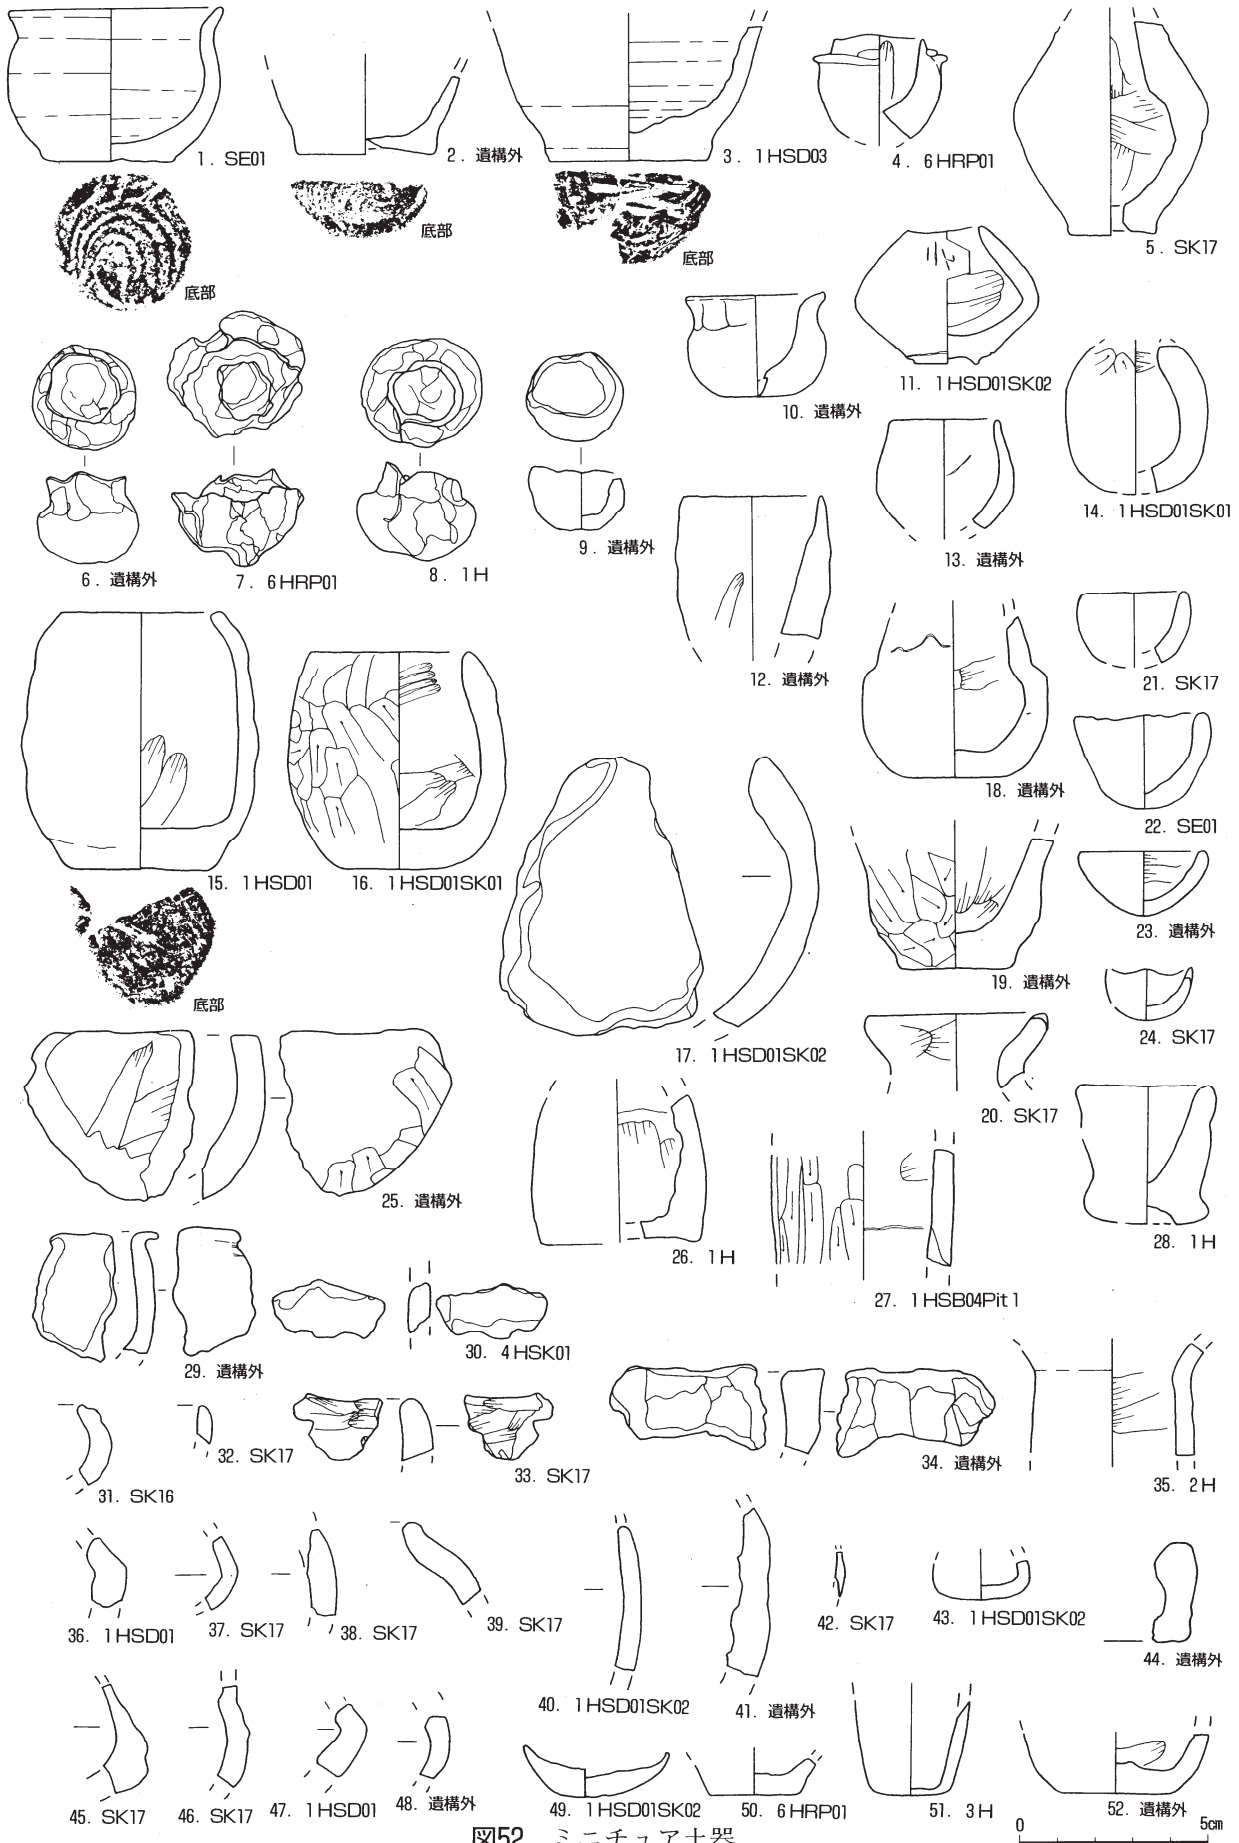 1. SE01
2. 遺構外
3. 1HSD03
4. 6HRP01
5. SK17
底部
底部
底部
6. 遺構外
7. 6HRP01
8. 1H
9. 遺構外
10. 遺構外
11. 1HSD01SK02
12. 遺構外
13. 遺構外
14. 1HSD01SK01
15. 1HSD01
16. 1HSD01SK01
底部
17. 1HSD01SK02
18. 遺構外
19. 遺構外
20. SK17
21. SK17
22. SE01
23. 遺構外
24. SK17
25. 遺構外
26. 1H
27. 1HSB04Pit1
28. 1H
29. 遺構外
30. 4HSK01
31. SK16
32. SK17
33. SK17
34. 遺構外
35. 2H
36. 1HSD01
37. SK17
38. SK17
39. SK17
40. 1HSD01SK02
41. 遺構外
42. SK17
43. 1HSD01SK02
44. 遺構外
45. SK17
46. SK17
47. 1HSD01
48. 遺構外
49. 1HSD01SK02
50. 6HRP01
51. 3H
52. 遺構外
0 5cm
図52 ミニチュア土器